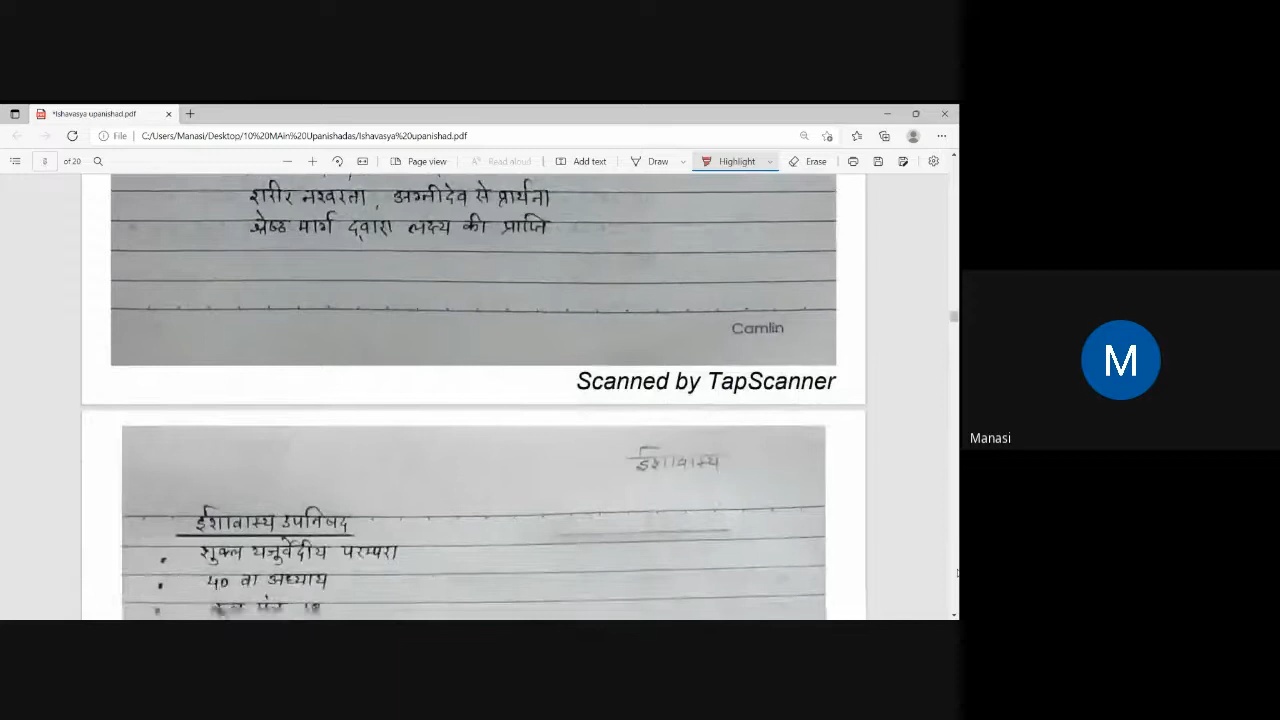 *Ishavasya upanishad.pdf
File C:/Users/Manasi/Desktop/10%20MAin%20Upanishadas/Ishavasya%20upanishad.pdf
8 of 20 Page view Read aloud Add text Draw Highlight Erase
शरीर नश्वरता, अग्नीदेव से प्रार्थना
श्रेष्ठ मार्ग द्वारा लक्ष्य की प्राप्ति
Camlin
Scanned by TapScanner
ईशावास्य
ईशावास्य उपनिषद
. शुक्ल यजुर्वेदीय परम्परा
. 40 वा अध्याय
M
Manasi